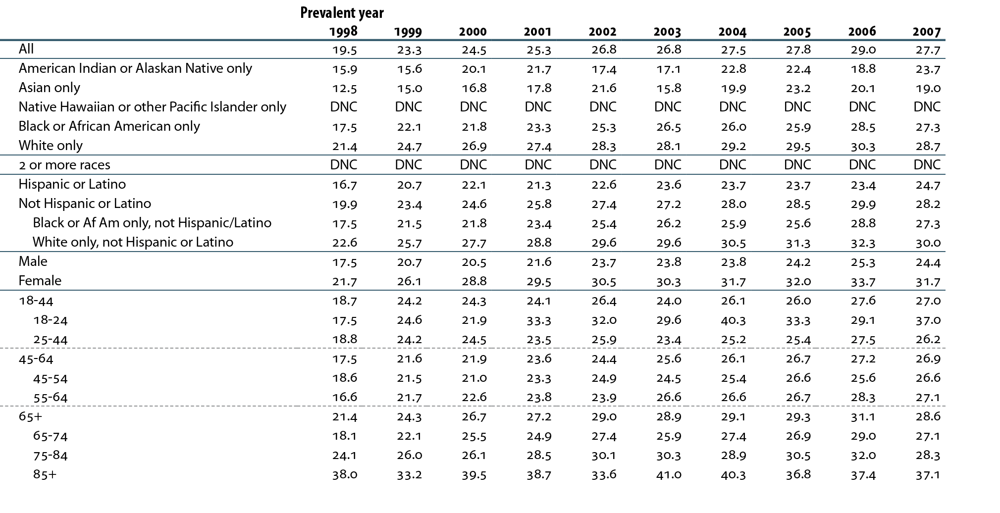 Prevalent year
1998 1999 2000 2001 2002 2003 2004 2005 2006 2007
All 19.5 23.3 24.5 25.3 26.8 26.8 27.5 27.8 29.0 27.7
American Indian or Alaskan Native only 15.9 15.6 20.1 21.7 17.4 17.1 22.8 22.4 18.8 23.7
Asian only 12.5 15.0 16.8 17.8 21.6 15.8 19.9 23.2 20.1 19.0
Native Hawaiian or other Pacific Islander only DNC DNC DNC DNC DNC DNC DNC DNC DNC DNC
Black or African American only 17.5 22.1 21.8 23.3 25.3 26.5 26.0 25.9 28.5 27.3
White only 21.4 24.7 26.9 27.4 28.3 28.1 29.2 29.5 30.3 28.7
2 or more races DNC DNC DNC DNC DNC DNC DNC DNC DNC DNC
Hispanic or Latino 16.7 20.7 22.1 21.3 22.6 23.6 23.7 23.7 23.4 24.7
Not Hispanic or Latino 19.9 23.4 24.6 25.8 27.4 27.2 28.0 28.5 29.9 28.2
Black or Af Am only, not Hispanic/Latino 17.5 21.5 21.8 23.4 25.4 26.2 25.9 25.6 28.8 27.3
White only, not Hispanic or Latino 22.6 25.7 27.7 28.8 29.6 29.6 30.5 31.3 32.3 30.0
Male 17.5 20.7 20.5 21.6 23.7 23.8 23.8 24.2 25.3 24.4
Female 21.7 26.1 28.8 29.5 30.5 30.3 31.7 32.0 33.7 31.7
18-44 18.7 24.2 24.3 24.1 26.4 24.0 26.1 26.0 27.6 27.0
18-24 17.5 24.6 21.9 33.3 32.0 29.6 40.3 33.3 29.1 37.0
25-44 18.8 24.2 24.5 23.5 25.9 23.4 25.2 25.4 27.5 26.2
45-64 17.5 21.6 21.9 23.6 24.4 25.6 26.1 26.7 27.2 26.9
45-54 18.6 21.5 21.0 23.3 24.9 24.5 25.4 26.6 25.6 26.6
55-64 16.6 21.7 22.6 23.8 23.9 26.6 26.6 26.7 28.3 27.1
65+ 21.4 24.3 26.7 27.2 29.0 28.9 29.1 29.3 31.1 28.6
65-74 18.1 22.1 25.5 24.9 27.4 25.9 27.4 26.9 29.0 27.1
75-84 24.1 26.0 26.1 28.5 30.1 30.3 28.9 30.5 32.0 28.3
85+ 38.0 33.2 39.5 38.7 33.6 41.0 40.3 36.8 37.4 37.1